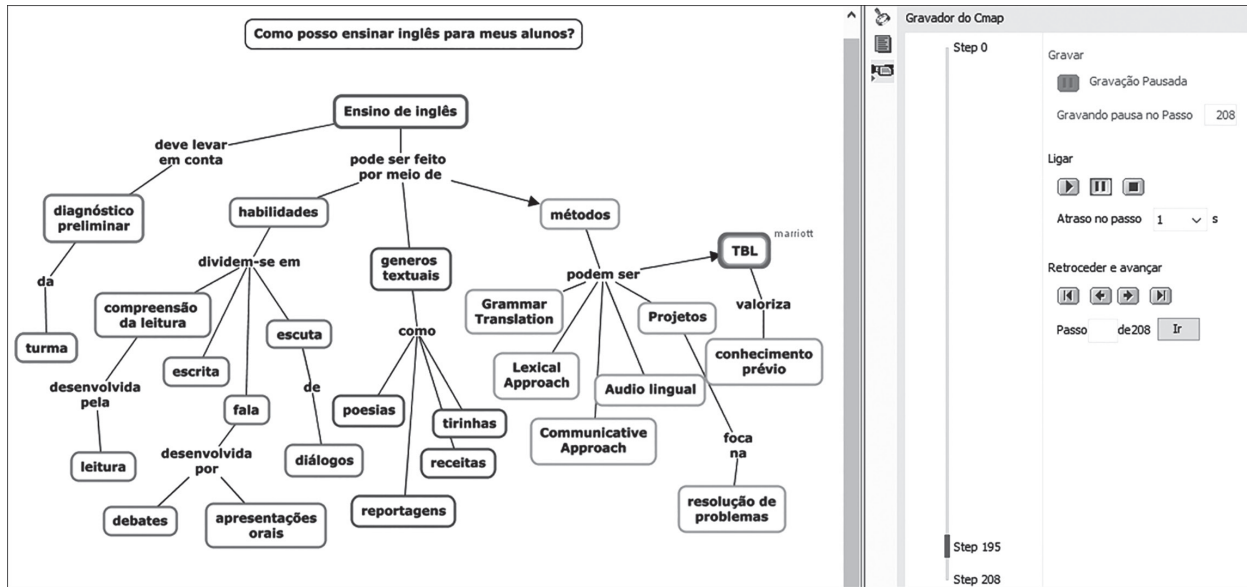 Como posso ensinar inglês para meus alunos?
Ensino de inglês
deve levar
em conta
pode ser feito
por meio de
diagnóstico
preliminar
habilidades
métodos
marriott
TBL
da
dividem-se em
generos
textuais
podem ser
compreensão
da leitura
Grammar
Translation
Projetos
valoriza
turma
escuta
como
escrita
Lexical
Approach
conhecimento
prévio
desenvolvida
pela
de
Audio lingual
fala
poesias
tirinhas
Communicative
Approach
foca
na
leitura
desenvolvida
por
diálogos
receitas
debates
apresentações
orais
reportagens
resolução de
problemas
Gravador do Cmap
Step 0
Step 195
Step 208
Gravar
Gravação Pausada
Gravando pausa no Passo 208
Ligar
Atraso no passo 1 s
Retroceder e avançar
Passo de208 Ir